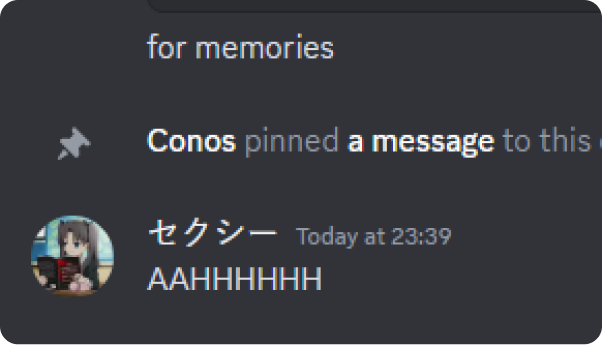 for memories
Conos pinned a message to this
セクシー Today at 23:39
AAHHHHHH